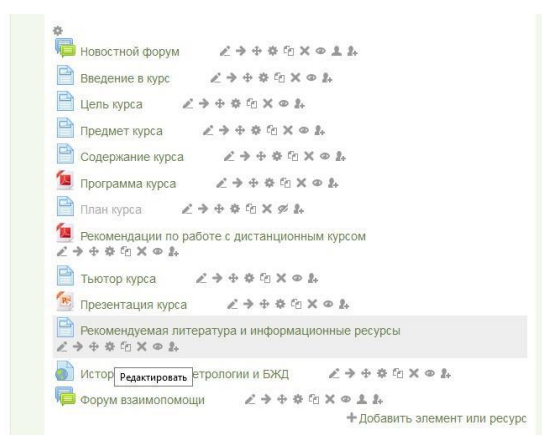 Новостной форум
Введение в курс
Цель курса
Предмет курса
Содержание курса
Программа курса
План курса
Рекомендации по работе с дистанционным курсом
Тьютор курса
Презентация курса
Рекомендуемая литература и информационные ресурсы
Истор Редактировать етрологии и БЖД
Форум взаимопомощи
+Добавить элемент или ресурс